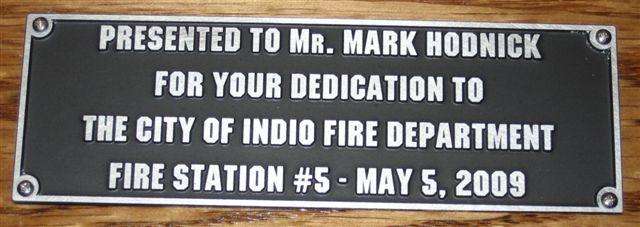 PRESENTED TO MR. MARK HODNICK
FOR YOUR DEDICATION TO
THE CITY OF INDIO FIRE DEPARTMENT
FIRE STATION #5 - MAY 5, 2009